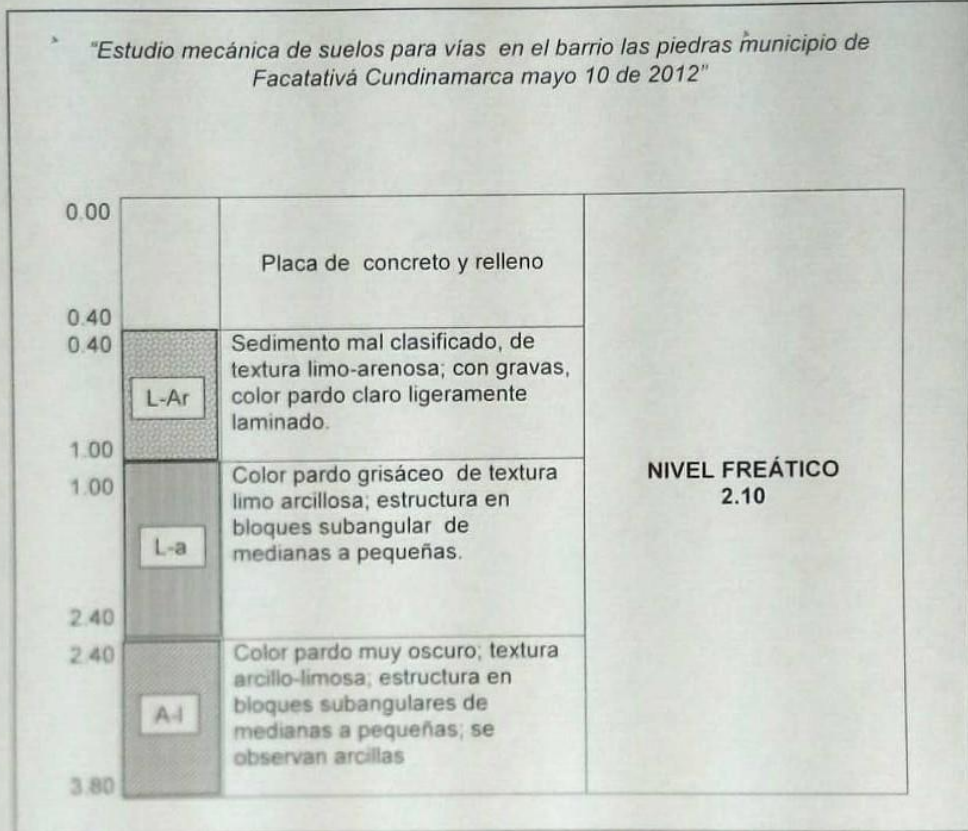 "Estudio mecánica de suelos para vías en el barrio las piedras municipio de
Facatativá Cundinamarca mayo 10 de 2012"
0.00
Placa de concreto y relleno
0.40
0.40
L-Ar
Sedimento mal clasificado, de
textura limo-arenosa; con gravas,
color pardo claro ligeramente
laminado.
1.00
1.00
L-a
Color pardo grisáceo de textura
limo arcillosa; estructura en
bloques subangular de
medianas a pequeñas.
2.40
2.40
A-l
Color pardo muy oscuro; textura
arcillo-limosa; estructura en
bloques subangulares de
medianas a pequeñas; se
observan arcillas
3.80
NIVEL FREÁTICO
2.10